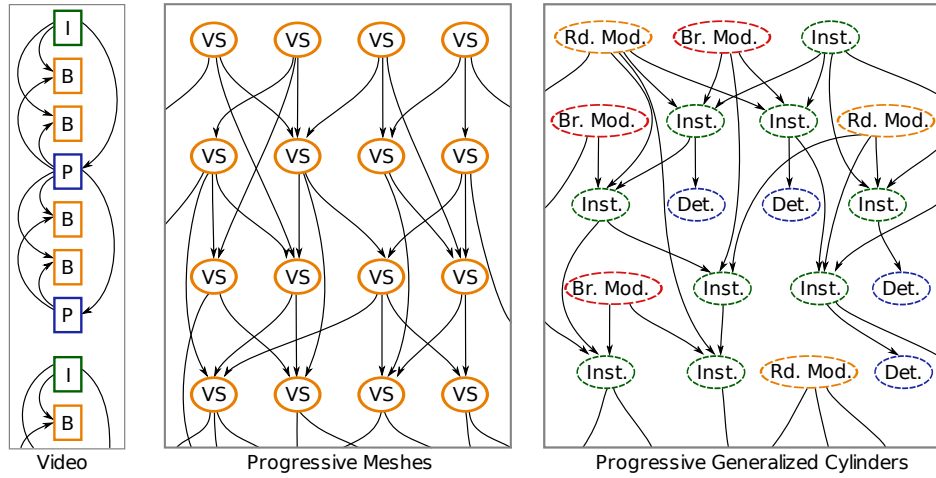 I
B
B
P
B
B
P
I
B
Video
VS VS VS VS
VS VS VS VS
VS VS VS VS
VS VS VS VS
Progressive Meshes
Rd. Mod. Br. Mod. Inst.
Br. Mod. Inst. Inst. Rd. Mod.
Inst. Det. Det. Inst.
Br. Mod. Inst. Inst. Det.
Inst. Inst. Rd. Mod. Det.
Progressive Generalized Cylinders